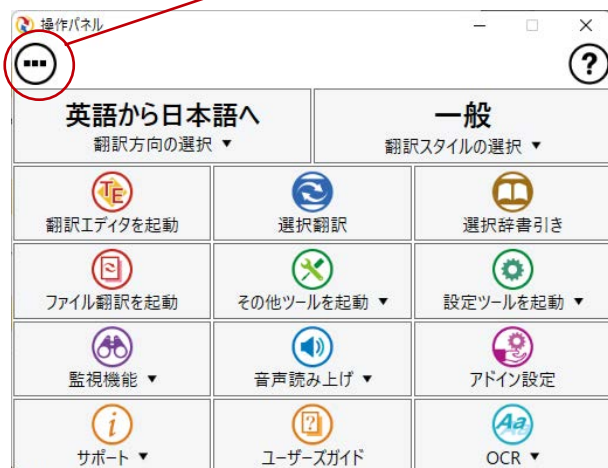 操作パネル
英語から日本語へ 一般
翻訳方向の選択 ▼ 翻訳スタイルの選択 ▼
TE
翻訳エディタを起動 選択翻訳 選択辞書引き
ファイル翻訳を起動 その他ツールを起動 ▼ 設定ツールを起動 ▼
監視機能 ▼ 音声読み上げ ▼ アドイン設定
i ? Aa
サポート ▼ ユーザーズガイド OCR ▼